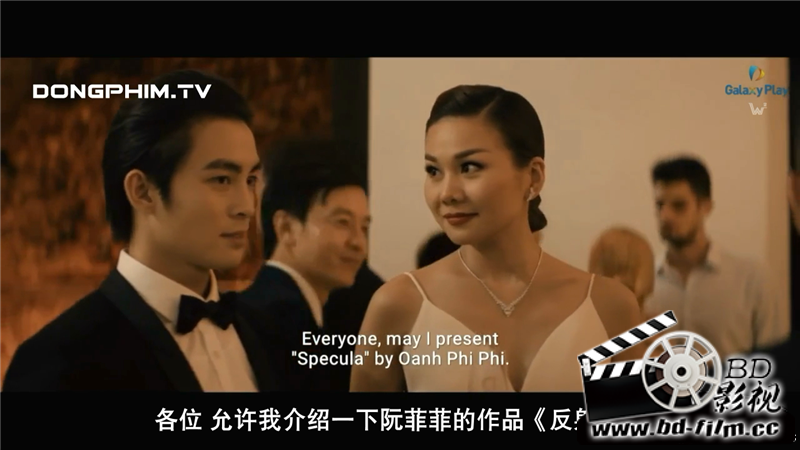 DONGPHIM.TV
Galaxy Play
W
Everyone, may I present
"Specula" by Oanh Phi Phi.
各位 允许我介绍一下阮菲菲的作品《反
BD
影视
www.bd-film.cc